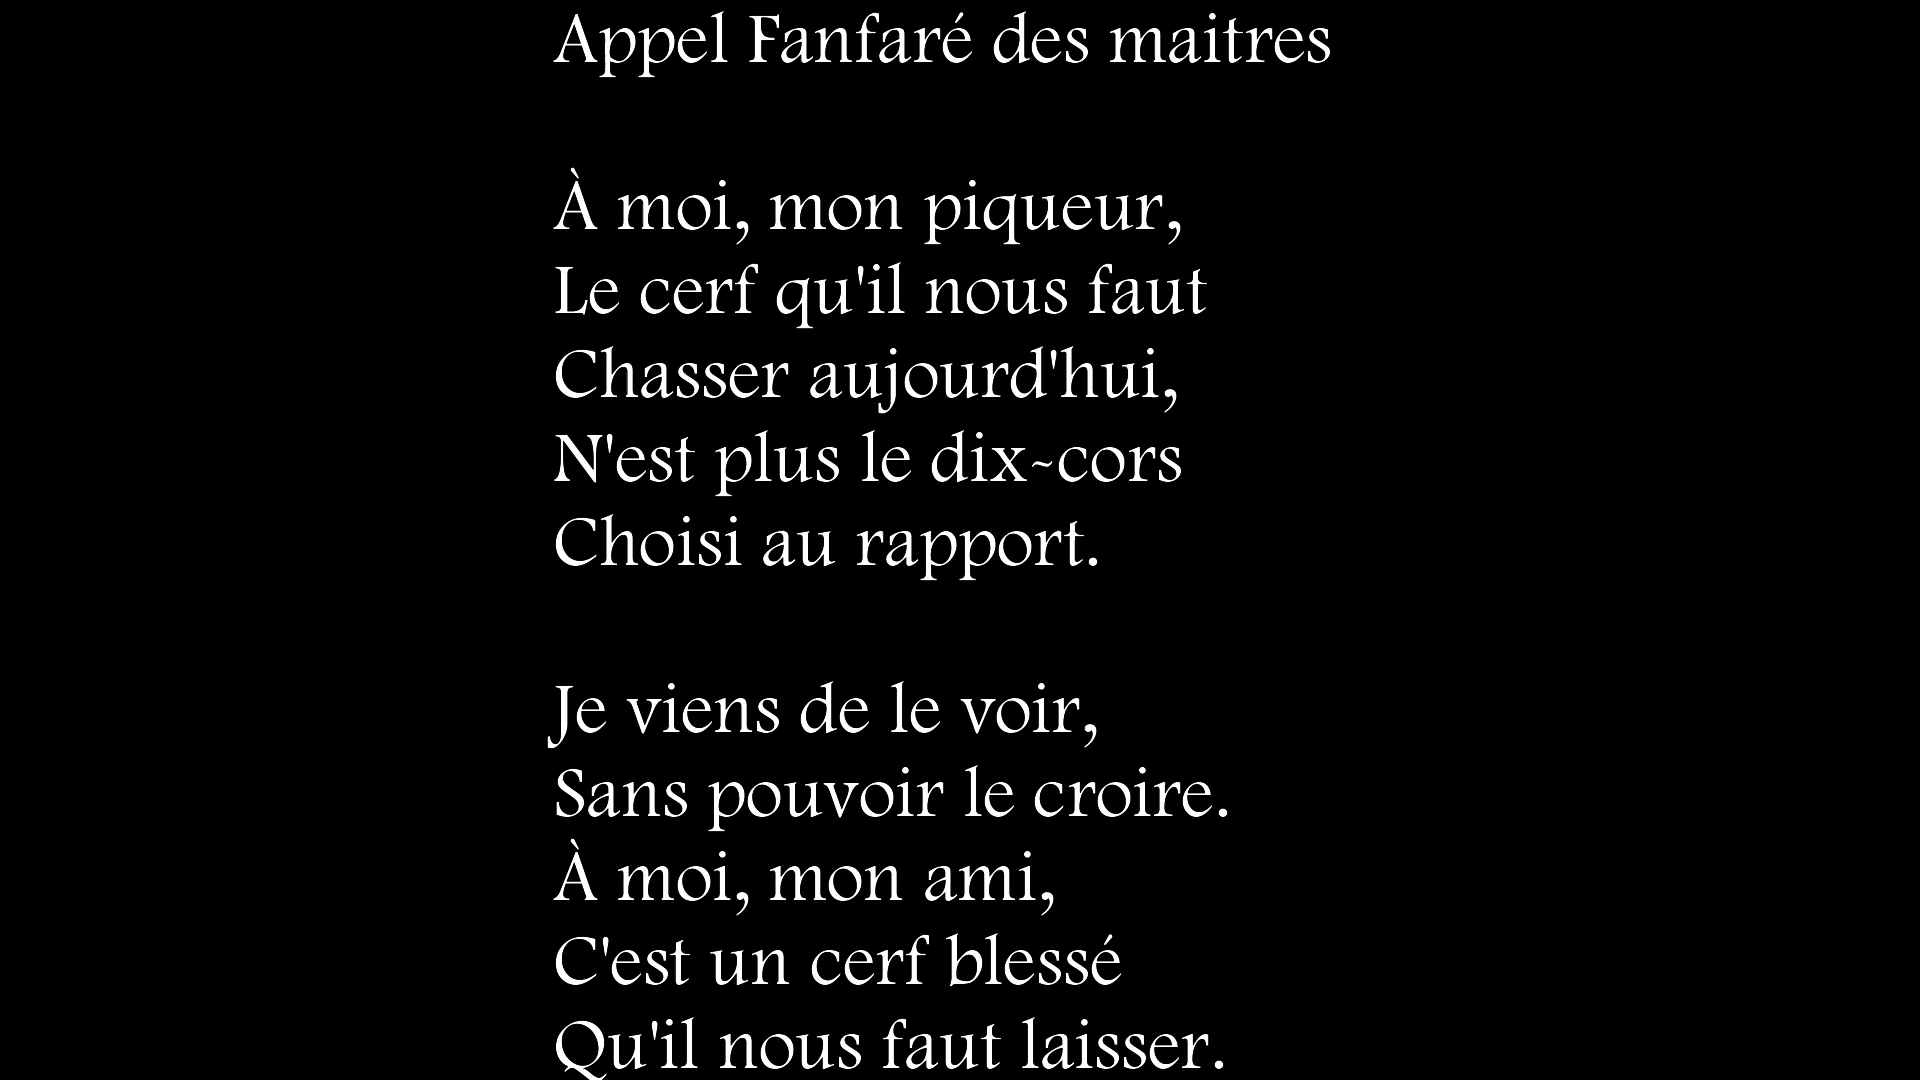 Appel Fanfaré des maitres
À moi, mon piqueur,
Le cerf qu'il nous faut
Chasser aujourd'hui,
N'est plus le dix-cors
Choisi au rapport.
Je viens de le voir,
Sans pouvoir le croire.
À moi, mon ami,
C'est un cerf blessé
Qu'il nous faut laisser.